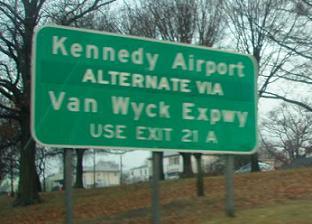 Kennedy Airport
ALTERNATE VIA
Van Wyck Expwy
USE EXIT 21 A